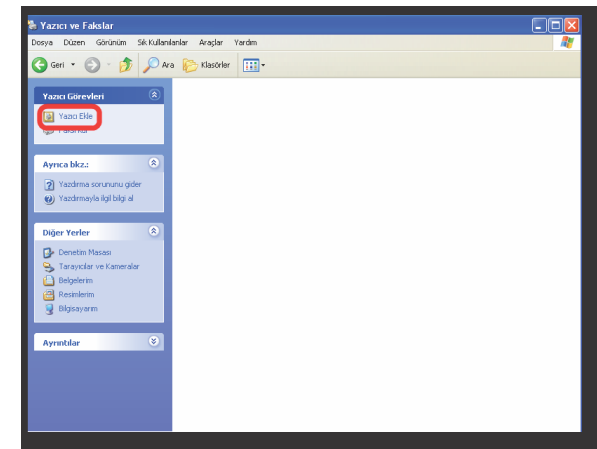 Yazıcı ve Fakslar
Dosya Düzen Görünüm Sık Kullanılanlar Araçlar Yardım
Geri Ara Klasörler
Yazıcı Görevleri
Yazıcı Ekle
Ayrıca bkz.:
Yazdırma sorununu gider
Yazdırmayla ilgili bilgi al
Diğer Yerler
Denetim Masası
Tarayıcılar ve Kameralar
Belgelerim
Resimlerim
Bilgisayarım
Ayrıntılar